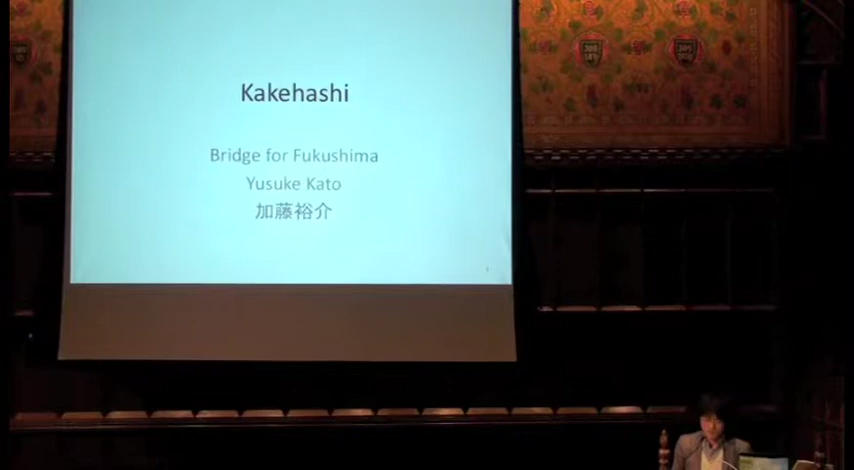 Kakehashi
Bridge for Fukushima
Yusuke Kato
加藤裕介